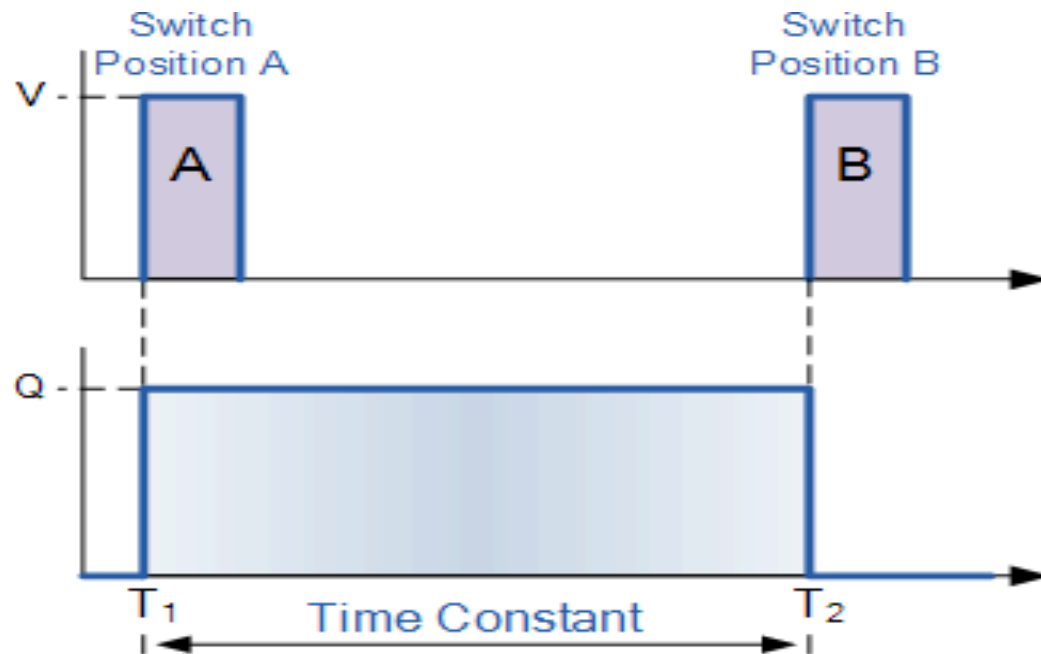 Switch
Position A
Switch
Position B
V
A
B
Q
T1
T2
Time Constant